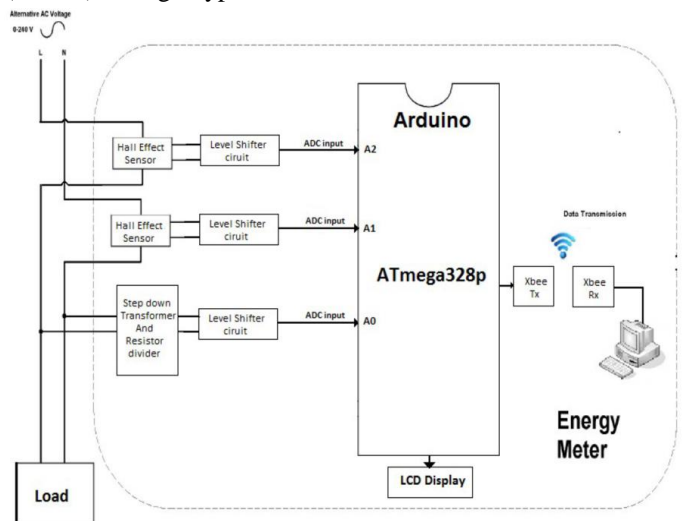 Alternative AC Voltage
0-240 V
L N
Hall Effect
Sensor
Level Shifter
ciruit
ADC input
A2
Hall Effect
Sensor
Level Shifter
ciruit
ADC input
A1
Step down
Transformer
And
Resistor
divider
Level Shifter
ciruit
ADC input
A0
Arduino
ATmega328p
LCD Display
Data Transmission
Xbee
Tx
Xbee
Rx
Energy
Meter
Load